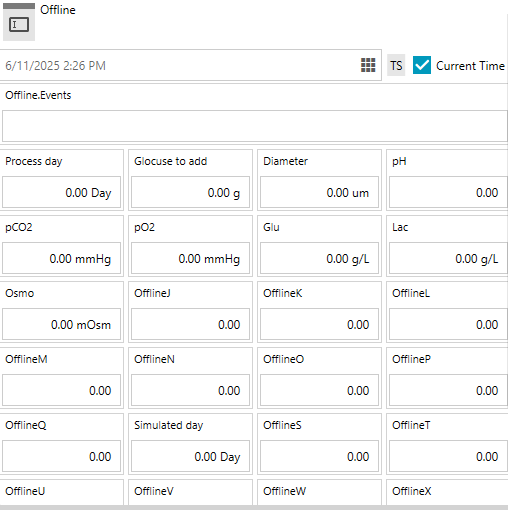 Offline
6/11/2025 2:26 PM TS Current Time
Offline.Events
Process day Glocuse to add Diameter pH
0.00 Day 0.00 g 0.00 um 0.00
pCO2 pO2 Glu Lac
0.00 mmHg 0.00 mmHg 0.00 g/L 0.00 g/L
Osmo OfflineJ OfflineK OfflineL
0.00 mOsm 0.00 0.00 0.00
OfflineM OfflineN OfflineO OfflineP
0.00 0.00 0.00 0.00
OfflineQ Simulated day OfflineS OfflineT
0.00 0.00 Day 0.00 0.00
OfflineU OfflineV OfflineW OfflineX